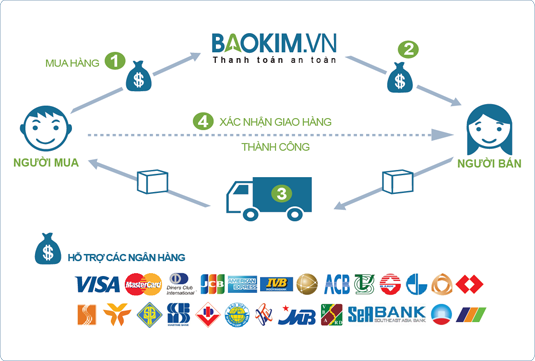 BAOKIM.VN
Thanh toán an toàn
MUA HÀNG 1
2
$
$
4 XÁC NHẬN GIAO HÀNG
THÀNH CÔNG
NGƯỜI MUA
NGƯỜI BÁN
3
$ HỖ TRỢ CÁC NGÂN HÀNG
VISA MasterCard Diners Club International JCB AMERICAN EXPRESS IVB ACB
MB SeABANK
SOUTHEAST ASIA BANK